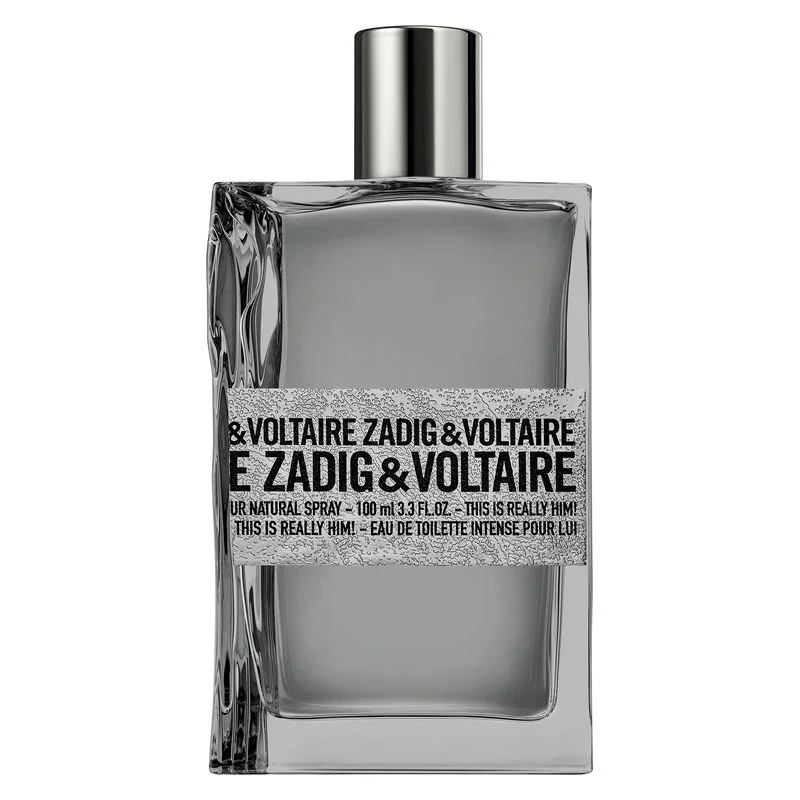 &VOLTAIRE ZADIG&VOLTAIRE
E ZADIG&VOLTAIRE
UR NATURAL SPRAY – 100 ml 3.3 FL.OZ. – THIS IS REALLY HIM!
THIS IS REALLY HIM! – EAU DE TOILETTE INTENSE POUR LUI